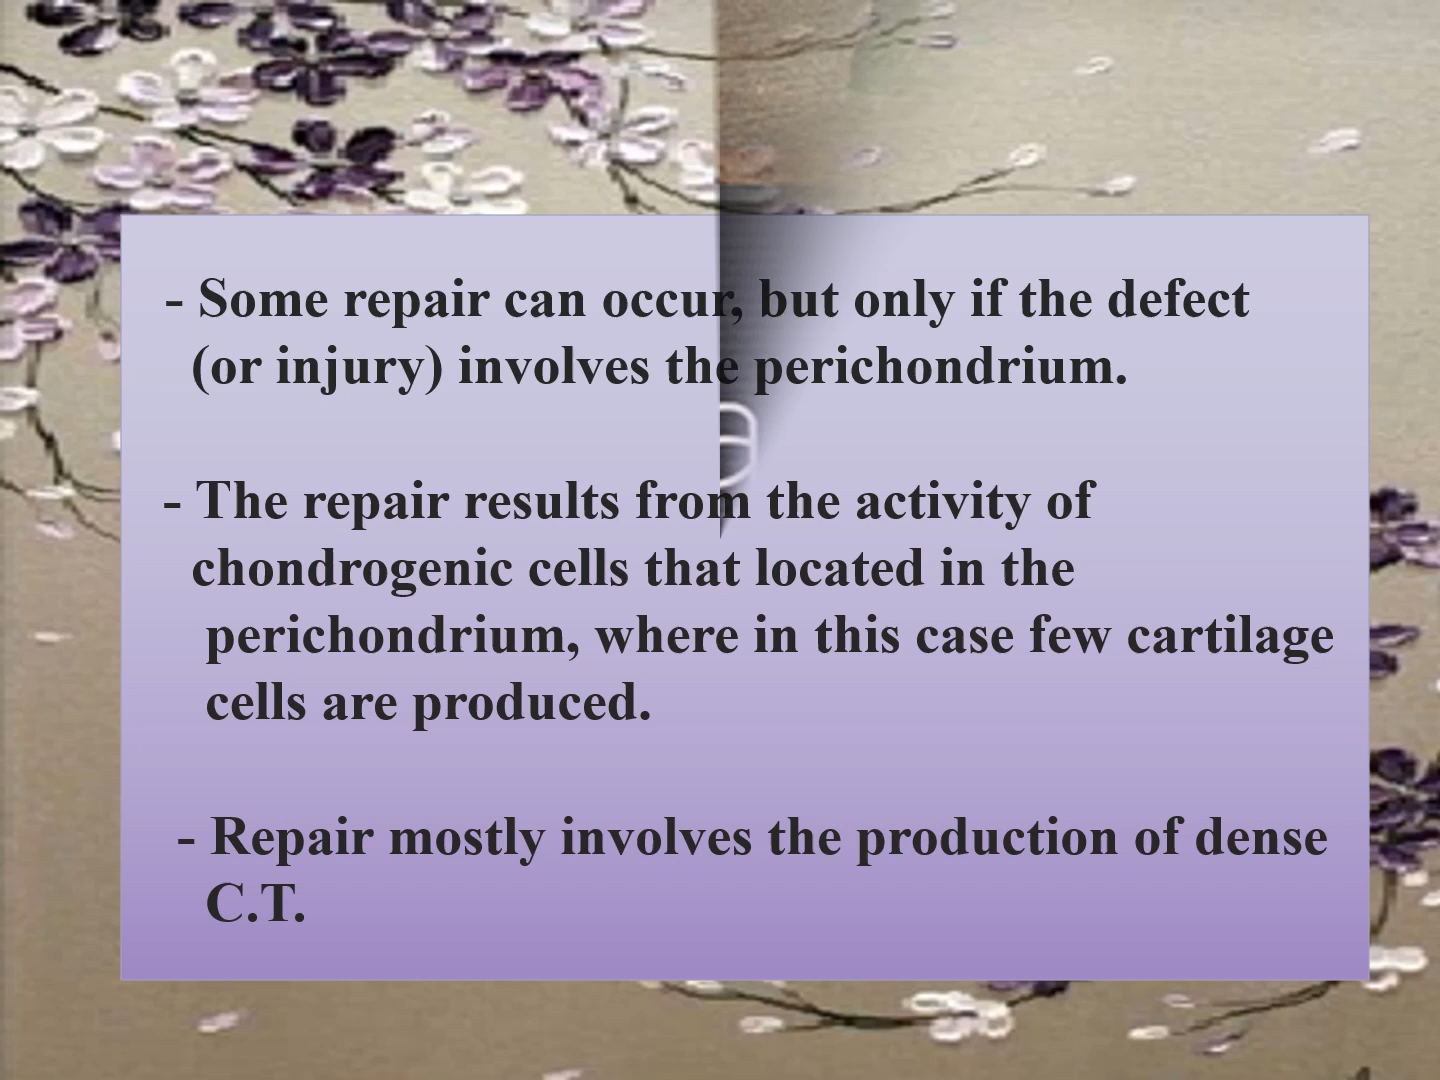 - Some repair can occur, but only if the defect
(or injury) involves the perichondrium.
- The repair results from the activity of
chondrogenic cells that located in the
perichondrium, where in this case few cartilage
cells are produced.
- Repair mostly involves the production of dense
C.T.